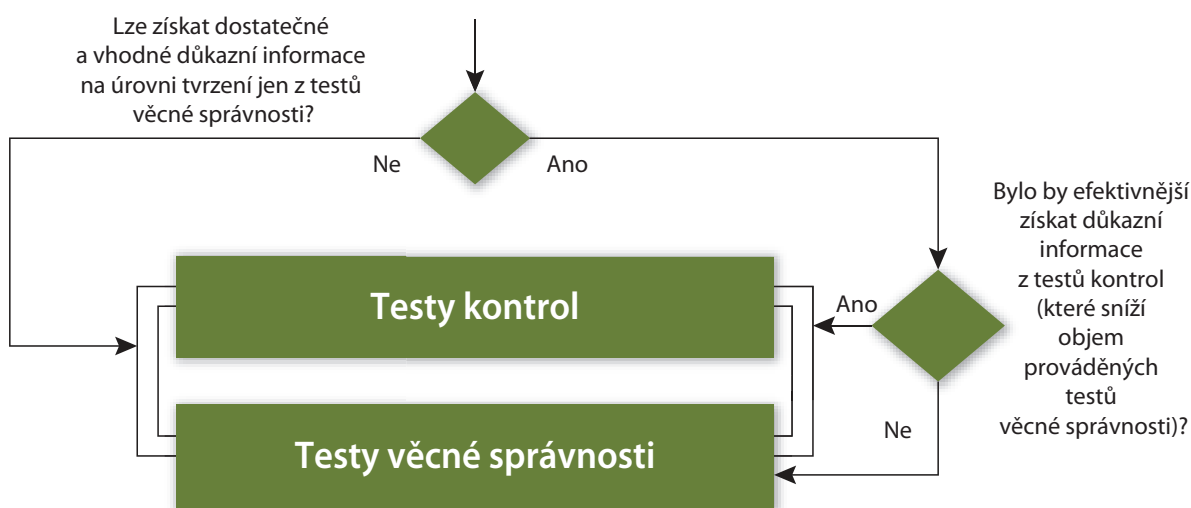 Lze získat dostatečné
a vhodné důkazní informace
na úrovni tvrzení jen z testů
věcné správnosti?
Ne
Ano
Bylo by efektivnější
získat důkazní
informace
z testů kontrol
(které sníží
objem
prováděných
testů
věcné správnosti)?
Testy kontrol
Ano
Ne
Testy věcné správnosti